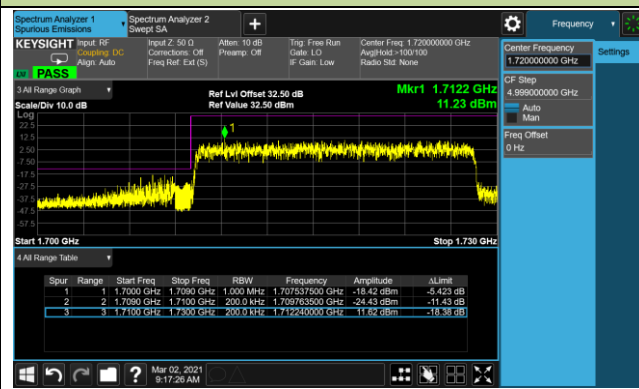 Spectrum Analyzer 1
Spurious Emissions
Spectrum Analyzer 2
Swept SA
Frequency
KEYSIGHT
Input: RF
Coupling: DC
Align: Auto
Input Z: 50 Ω
Corrections: Off
Freq Ref: Ext (S)
Atten: 10 dB
Preamp: Off
Trig: Free Run
Gate: LO
IF Gain: Low
Center Freq: 1.720000000 GHz
Avg|Hold:>100/100
Radio Std: None
PASS
Center Frequency
1.720000000 GHz
Settings
CF Step
4.999000000 GHz
Auto
Man
Freq Offset
0 Hz
3 All Range Graph
Ref Lvl Offset 32.50 dB
Mkr1 1.7122 GHz
Scale/Div 10.0 dB
Ref Value 32.50 dBm
11.23 dBm
Log
22.5
12.5
2.50
-7.50
-17.5
-27.5
-37.5
-47.5
-57.5
1
Start 1.700 GHz
Stop 1.730 GHz
4 All Range Table
Spur Range Start Freq Stop Freq RBW Frequency Amplitude ΔLimit
1 1 1.7000 GHz 1.7090 GHz 1.000 MHz 1.707537500 GHz -18.42 dBm -5.423 dB
2 2 1.7090 GHz 1.7100 GHz 200.0 kHz 1.709763500 GHz -24.43 dBm -11.43 dB
3 3 1.7100 GHz 1.7300 GHz 200.0 kHz 1.712240000 GHz 11.62 dBm -18.38 dB
Mar 02, 2021
9:17:26 AM